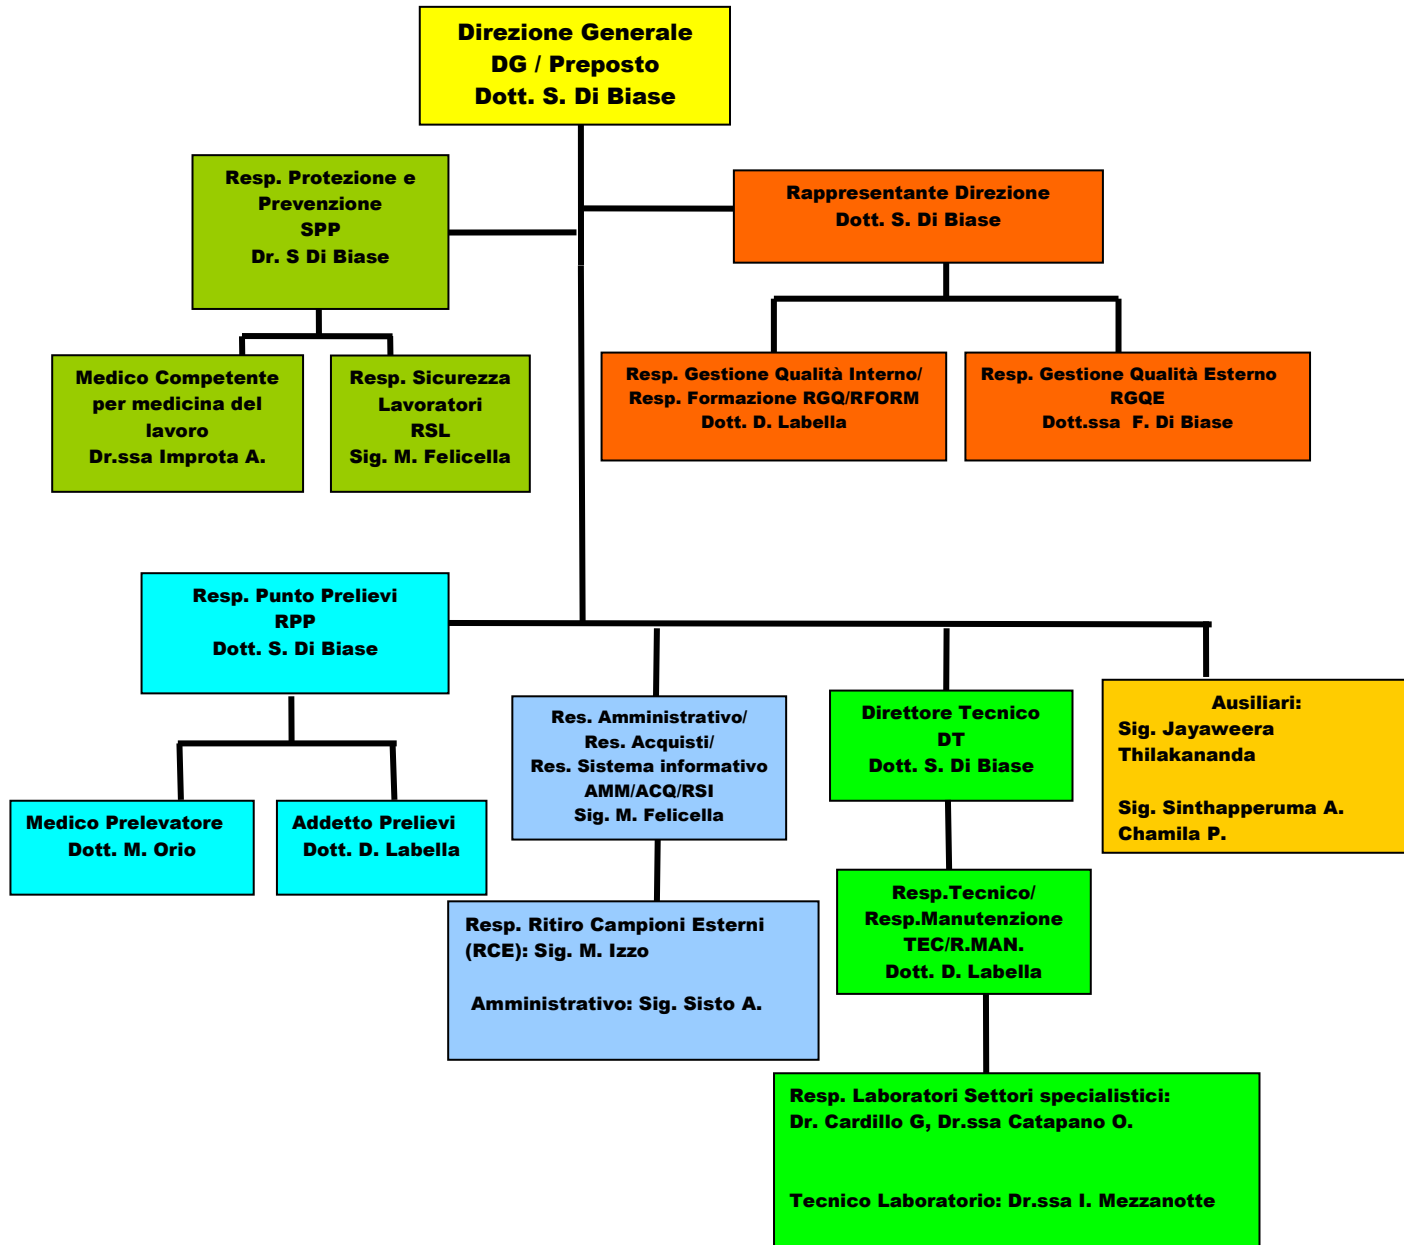 Direzione Generale
DG / Preposto
Dott. S. Di Biase
Resp. Protezione e
Prevenzione
SPP
Dr. S Di Biase
Rappresentante Direzione
Dott. S. Di Biase
Medico Competente
per medicina del
lavoro
Dr.ssa Improta A.
Resp. Sicurezza
Lavoratori
RSL
Sig. M. Felicella
Resp. Gestione Qualità Interno/
Resp. Formazione RGQ/RFORM
Dott. D. Labella
Resp. Gestione Qualità Esterno
RGQE
Dott.ssa  F. Di Biase
Resp. Punto Prelievi
RPP
Dott. S. Di Biase
Res. Amministrativo/
Res. Acquisti/
Res. Sistema informativo
AMM/ACQ/RSI
Sig. M. Felicella
Direttore Tecnico
DT
Dott. S. Di Biase
Ausiliari:
Sig. Jayaweera
Thilakananda
Sig. Sinthapperuma A.
Chamila P.
Medico Prelevatore
Dott. M. Orio
Addetto Prelievi
Dott. D. Labella
Resp. Ritiro Campioni Esterni
(RCE): Sig. M. Izzo
Amministrativo: Sig. Sisto A.
Resp.Tecnico/
Resp.Manutenzione
TEC/R.MAN.
Dott. D. Labella
Resp. Laboratori Settori specialistici:
Dr. Cardillo G, Dr.ssa Catapano O.
Tecnico Laboratorio: Dr.ssa I. Mezzanotte